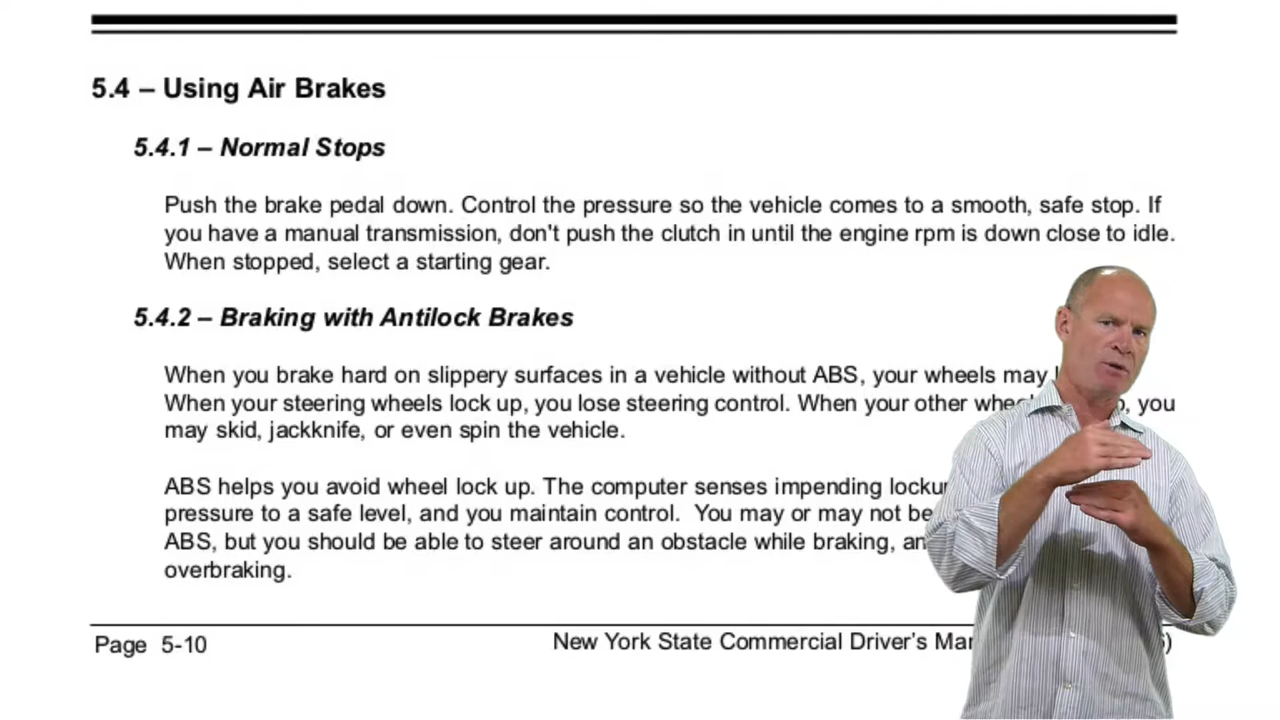 5.4 – Using Air Brakes
5.4.1 – Normal Stops
Push the brake pedal down. Control the pressure so the vehicle comes to a smooth, safe stop. If
you have a manual transmission, don't push the clutch in until the engine rpm is down close to idle.
When stopped, select a starting gear.
5.4.2 – Braking with Antilock Brakes
When you brake hard on slippery surfaces in a vehicle without ABS, your wheels may
When your steering wheels lock up, you lose steering control. When your other you
may skid, jackknife, or even spin the vehicle.
ABS helps you avoid wheel lock up. The computer senses impending
pressure to a safe level, and you maintain control. You may or may not be
ABS, but you should be able to steer around an obstacle while braking,
overbraking.
Page 5-10
New York State Commercial Driver's